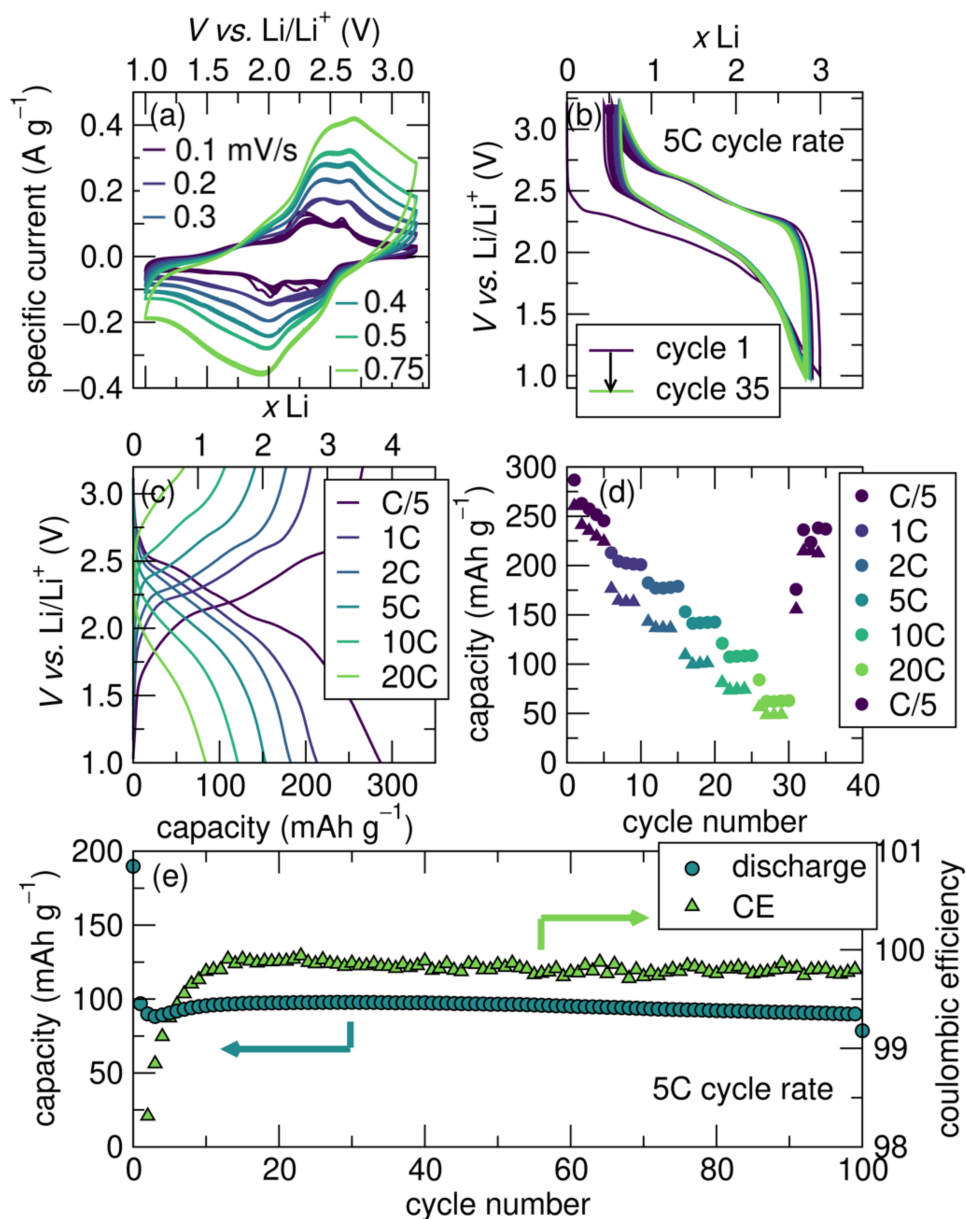 V vs. Li/Li⁺ (V)
1.0 1.5 2.0 2.5 3.0
(a)
0.4
0.2
0.0
−0.2
−0.4
specific current (A g⁻¹)
0.1 mV/s
0.2
0.3
0.4
0.5
0.75
x Li
0 1 2 3
(b)
5C cycle rate
3.0
2.5
2.0
1.5
1.0
V vs. Li/Li⁺ (V)
cycle 1
cycle 35
x Li
0 1 2 3 4
(c)
3.0
2.5
2.0
1.5
1.0
V vs. Li/Li⁺ (V)
C/5
1C
2C
5C
10C
20C
0 100 200 300
capacity (mAh g⁻¹)
(d)
300
250
200
150
100
50
0
capacity (mAh g⁻¹)
C/5
1C
2C
5C
10C
20C
C/5
0 10 20 30 40
cycle number
(e)
200
150
100
50
0
capacity (mAh g⁻¹)
discharge
CE
101
100
99
98
coulombic efficiency
5C cycle rate
0 20 40 60 80 100
cycle number